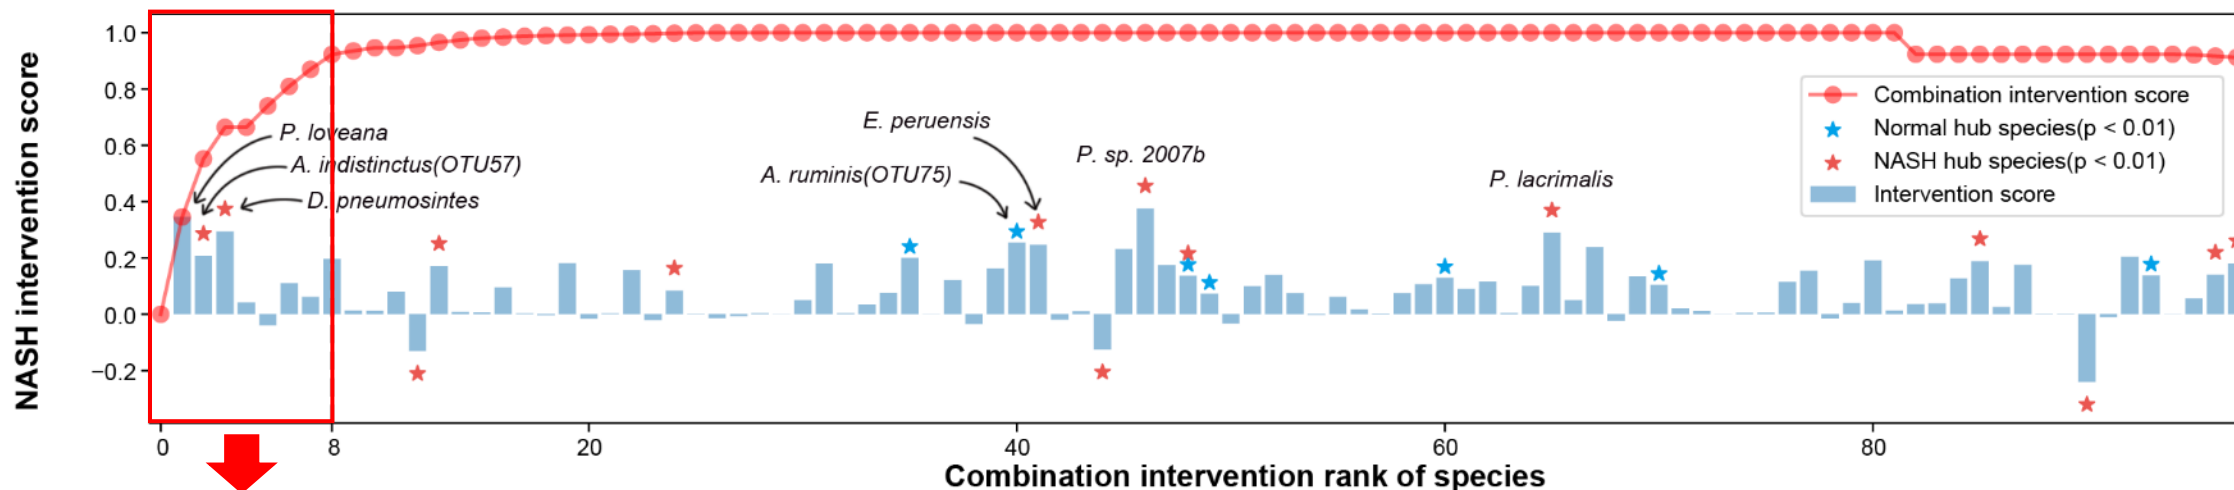 NASH intervention score
1.0
0.8
0.6
0.4
0.2
0.0
−0.2
P. loveana
A. indistinctus(OTU57)
D. pneumosintes
E. peruensis
A. ruminis(OTU75)
P. sp. 2007b
P. lacrimalis
Combination intervention score
Normal hub species(p < 0.01)
NASH hub species(p < 0.01)
Intervention score
0 8 20 40 60 80
Combination intervention rank of species